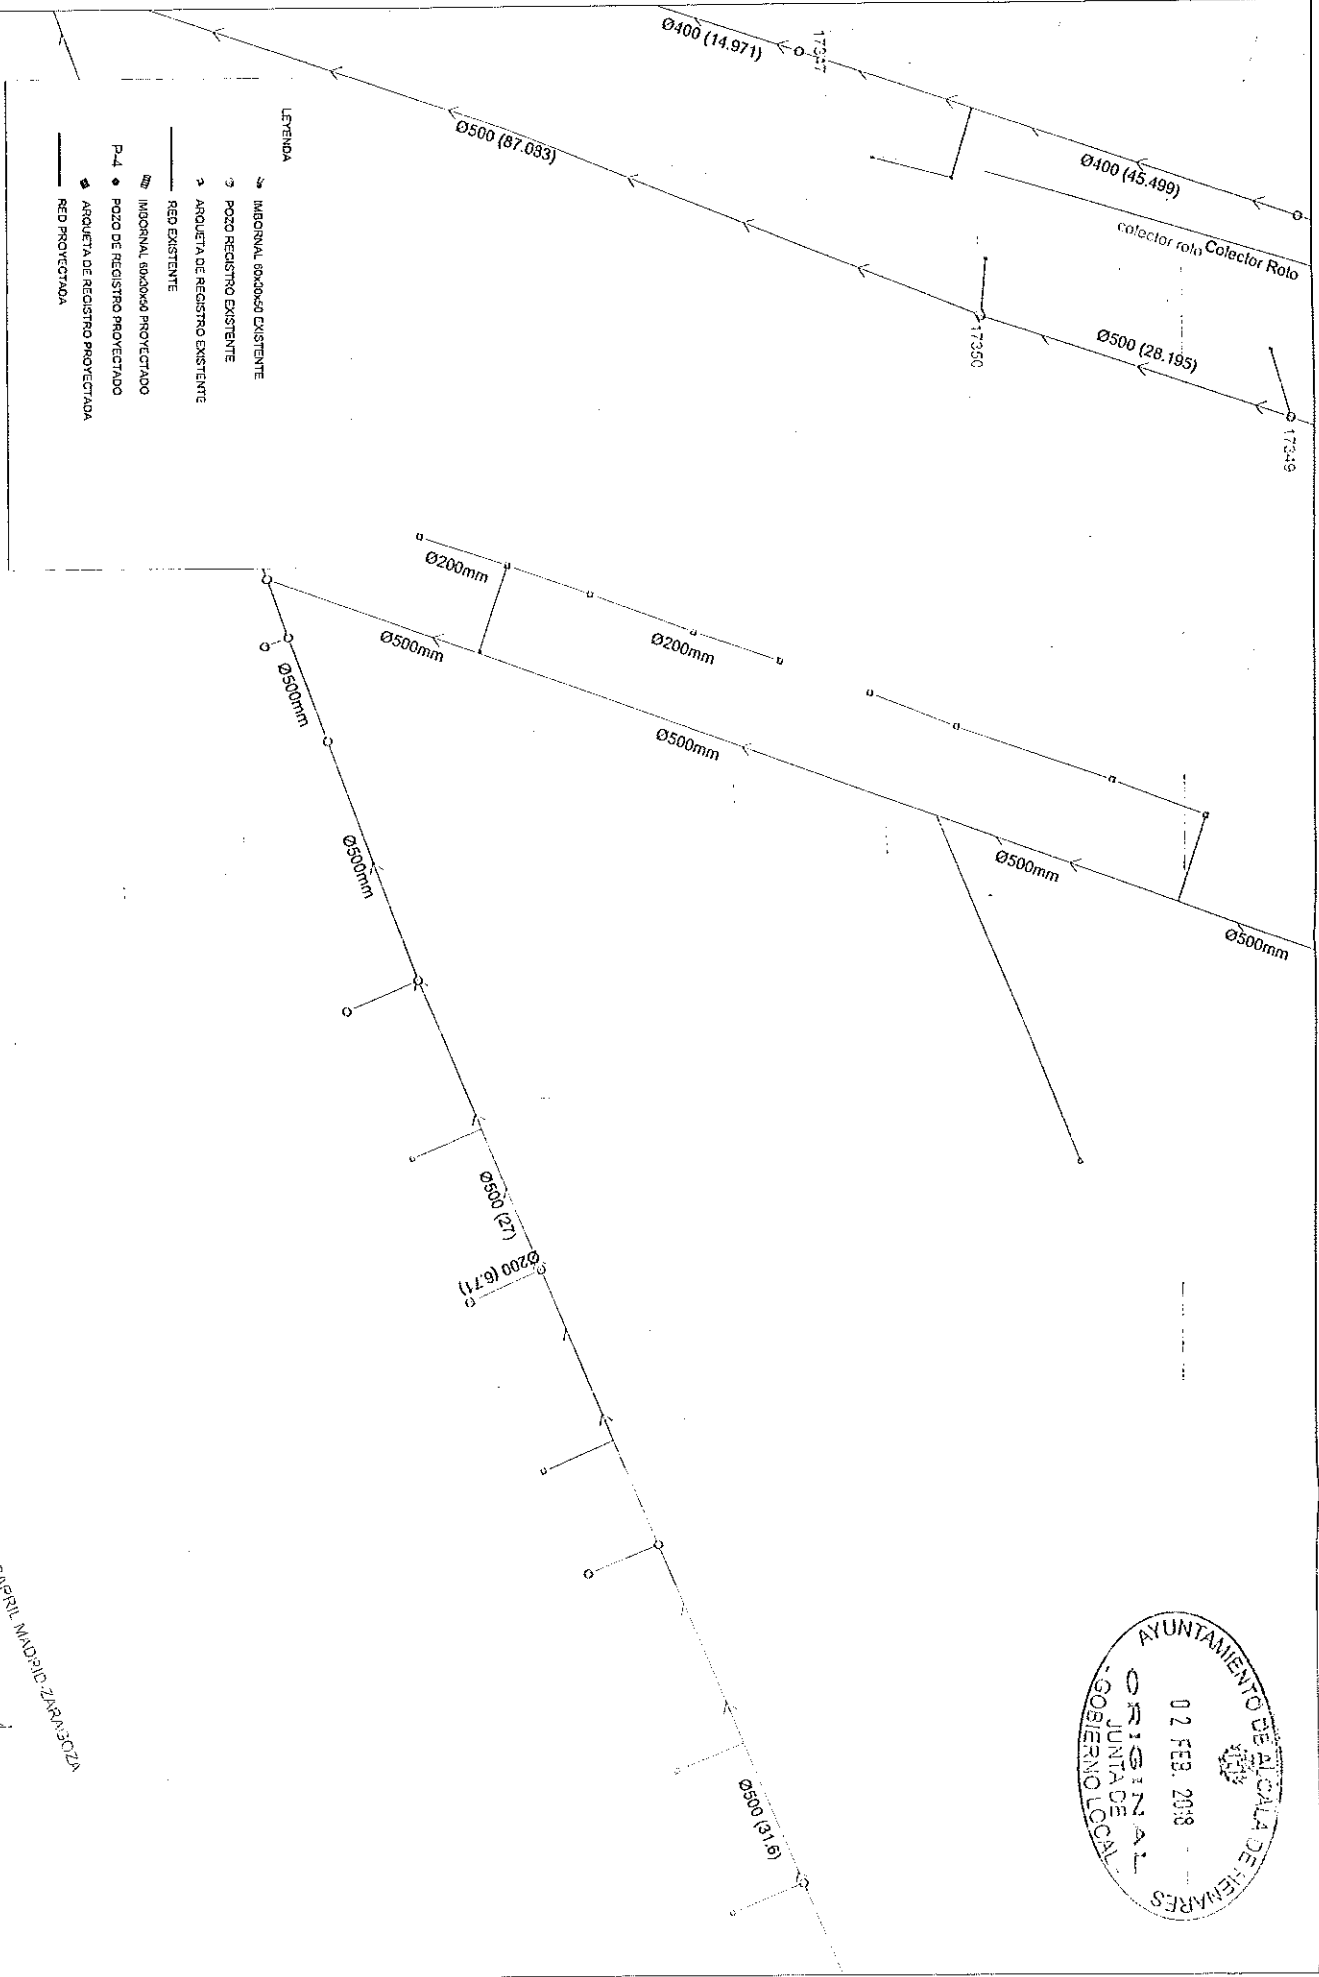 Ø400 (14.971)
Ø400 (45.499)
colector roto
Colector Roto
Ø500 (87.083)
17350
Ø500 (28.195)
17349
LEYENDA
IMBORNAL 60x30x50 EXISTENTE
POZO REGISTRO EXISTENTE
ARQUETA DE REGISTRO EXISTENTE
RED EXISTENTE
IMBORNAL 60x30x50 PROYECTADO
P-4 POZO DE REGISTRO PROYECTADO
ARQUETA DE REGISTRO PROYECTADA
RED PROYECTADA
Ø200mm
Ø200mm
Ø500mm
Ø500mm
Ø500mm
Ø500mm
Ø500mm
Ø500mm
Ø500 (27)
Ø200 (6.71)
Ø500 (31.6)
MADRID-ZARAGOZA
AYUNTAMIENTO DE ALCALA DE HENARES
02 FEB. 2018
ORIGINAL
JUNTA DE
GOBIERNO LOCAL